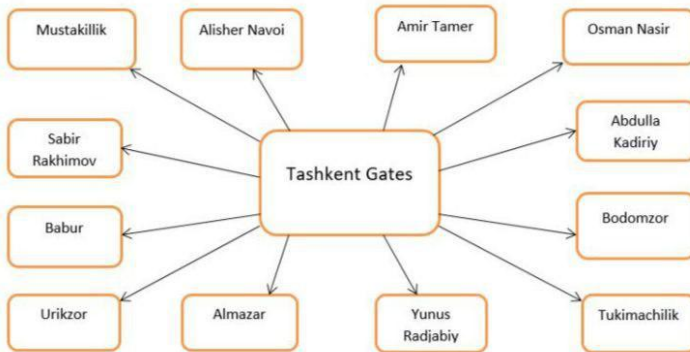 Mustakillik
Alisher Navoi
Amir Tamer
Osman Nasir
Sabir
Rakhimov
Tashkent Gates
Abdulla
Kadiriy
Babur
Bodomzor
Urikzor
Almazar
Yunus
Radjabiy
Tukimachilik